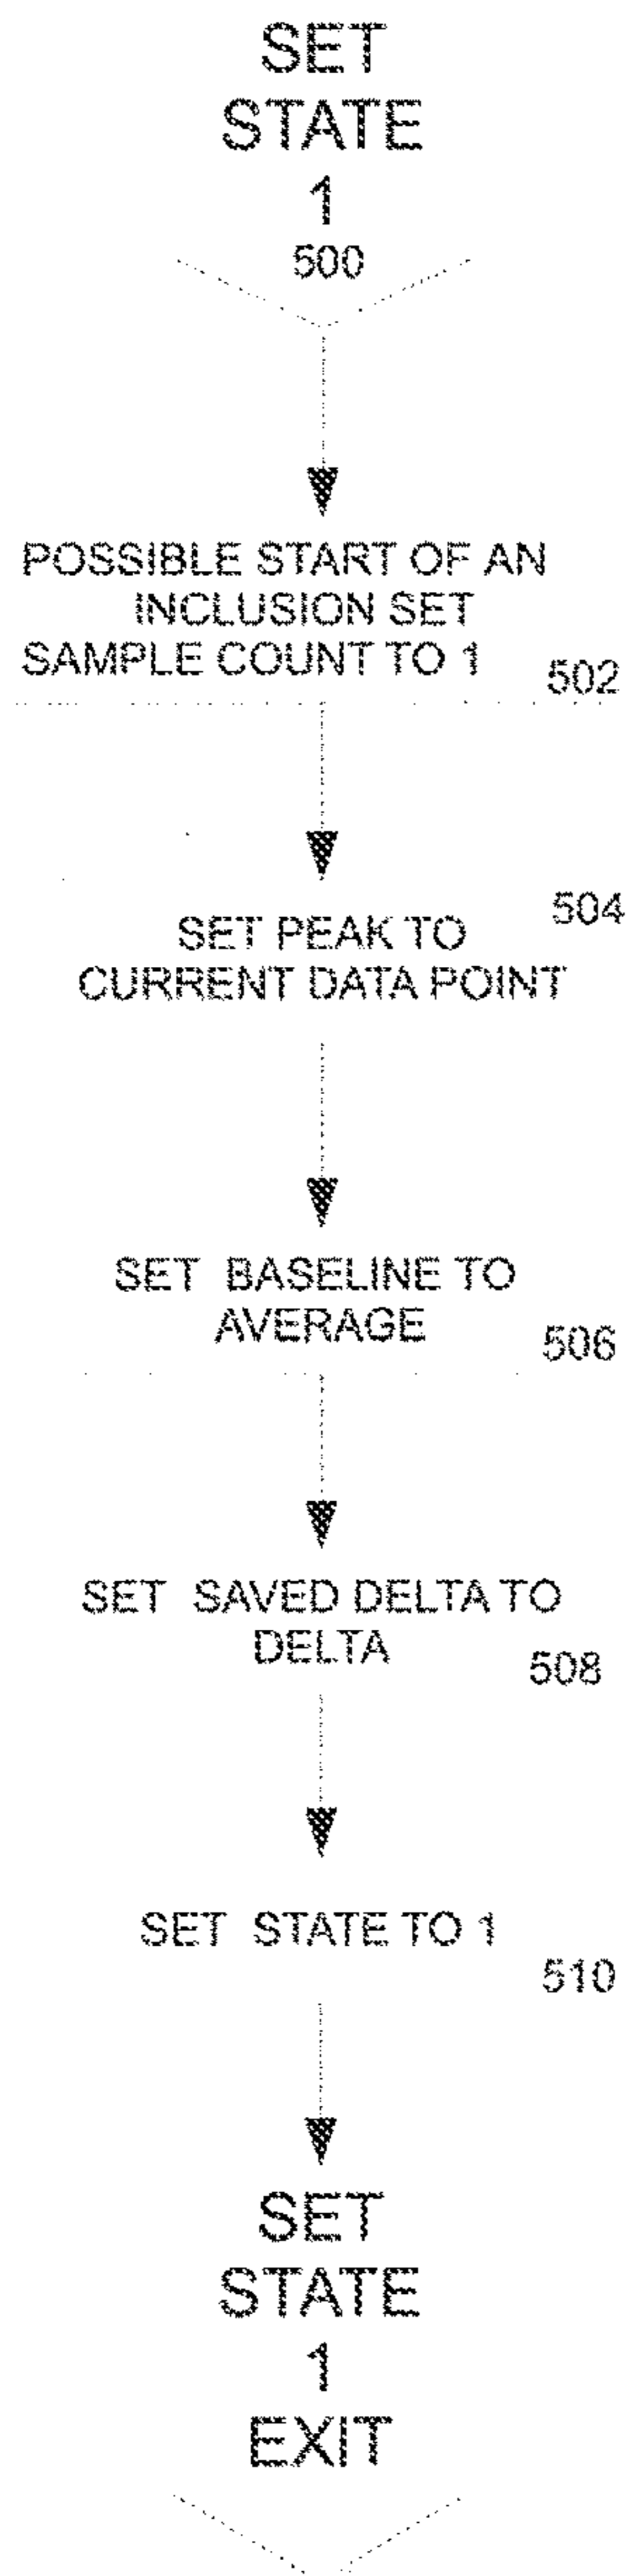 SET
STATE
1
500
POSSIBLE START OF AN
INCLUSION SET
SAMPLE COUNT TO 1
502
504
SET PEAK TO
CURRENT DATA POINT
SET BASELINE TO
AVERAGE
506
SET SAVED DELTA TO
DELTA
508
SET STATE TO 1
510
SET
STATE
1
EXIT